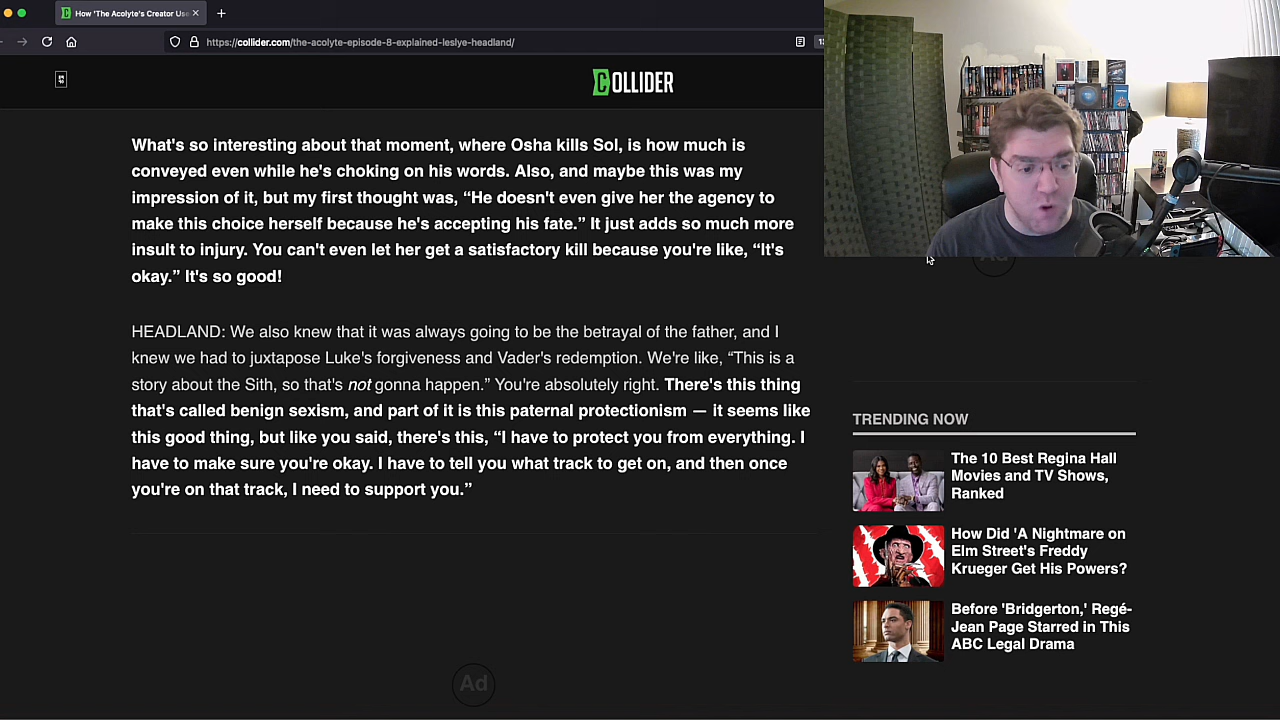 How 'The Acolyte's Creator Use
https://collider.com/the-acolyte-episode-8-explained-leslye-headland/
COLLIDER
What's so interesting about that moment, where Osha kills Sol, is how much is
conveyed even while he's choking on his words. Also, and maybe this was my
impression of it, but my first thought was, “He doesn't even give her the agency to
make this choice herself because he's accepting his fate.” It just adds so much more
insult to injury. You can't even let her get a satisfactory kill because you're like, “It's
okay.” It's so good!
HEADLAND: We also knew that it was always going to be the betrayal of the father, and I
knew we had to juxtapose Luke's forgiveness and Vader's redemption. We're like, “This is a
story about the Sith, so that's not gonna happen.” You're absolutely right. There's this thing
that's called benign sexism, and part of it is this paternal protectionism — it seems like
this good thing, but like you said, there's this, “I have to protect you from everything. I
have to make sure you're okay. I have to tell you what track to get on, and then once
you're on that track, I need to support you.”
Ad
Ad
TRENDING NOW
The 10 Best Regina Hall
Movies and TV Shows,
Ranked
How Did 'A Nightmare on
Elm Street's Freddy
Krueger Get His Powers?
Before 'Bridgerton,' Regé-
Jean Page Starred in This
ABC Legal Drama